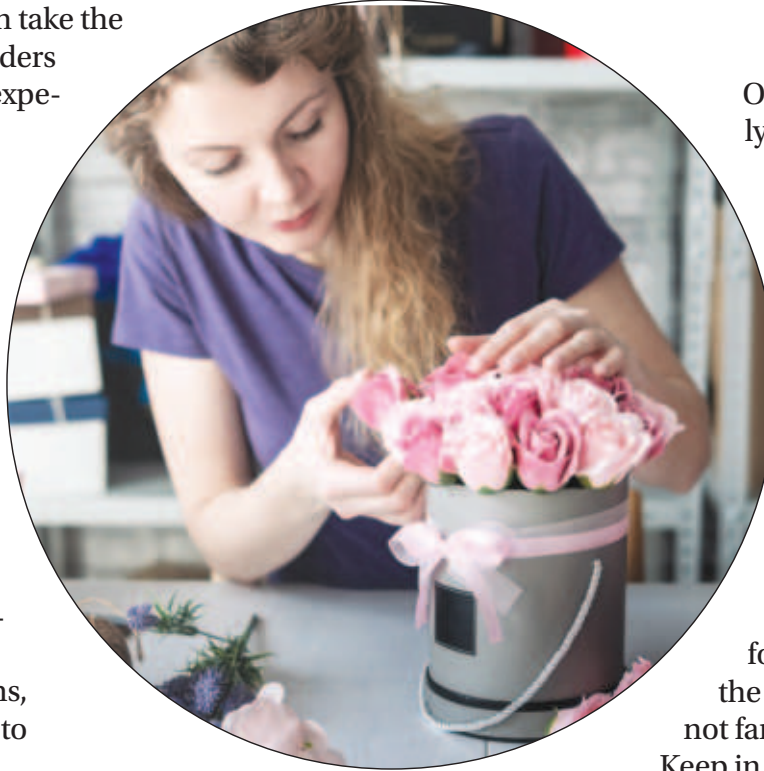 n take the
ders
expe-
ns,
to
O
ly
fo
the
not far
Keep in